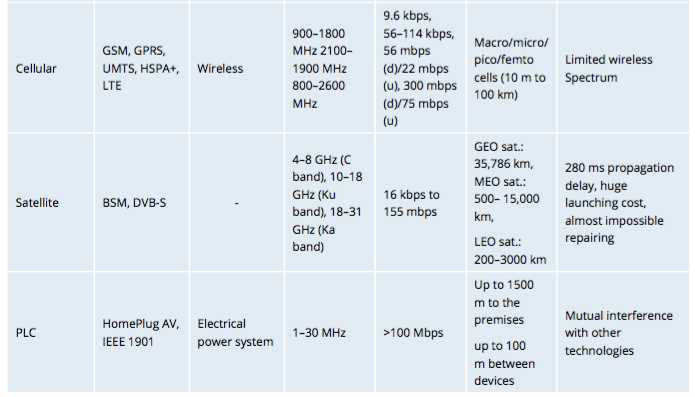 Cellular
GSM, GPRS,
UMTS, HSPA+,
LTE
Wireless
900–1800
MHz 2100–
1900 MHz
800–2600
MHz
9.6 kbps,
56–114 kbps,
56 mbps
(d)/22 mbps
(u), 300 mbps
(d)/75 mbps
(u)
Macro/micro/
pico/femto
cells (10 m to
100 km)
Limited wireless
Spectrum
Satellite
BSM, DVB-S
-
4–8 GHz (C
band), 10–18
GHz (Ku
band), 18–31
GHz (Ka
band)
16 kbps to
155 mbps
GEO sat.:
35,786 km,
MEO sat.:
500– 15,000
km,
LEO sat.:
200–3000 km
280 ms propagation
delay, huge
launching cost,
almost impossible
repairing
PLC
HomePlug AV,
IEEE 1901
Electrical
power system
1–30 MHz
>100 Mbps
Up to 1500
m to the
premises
up to 100
m between
devices
Mutual interference
with other
technologies